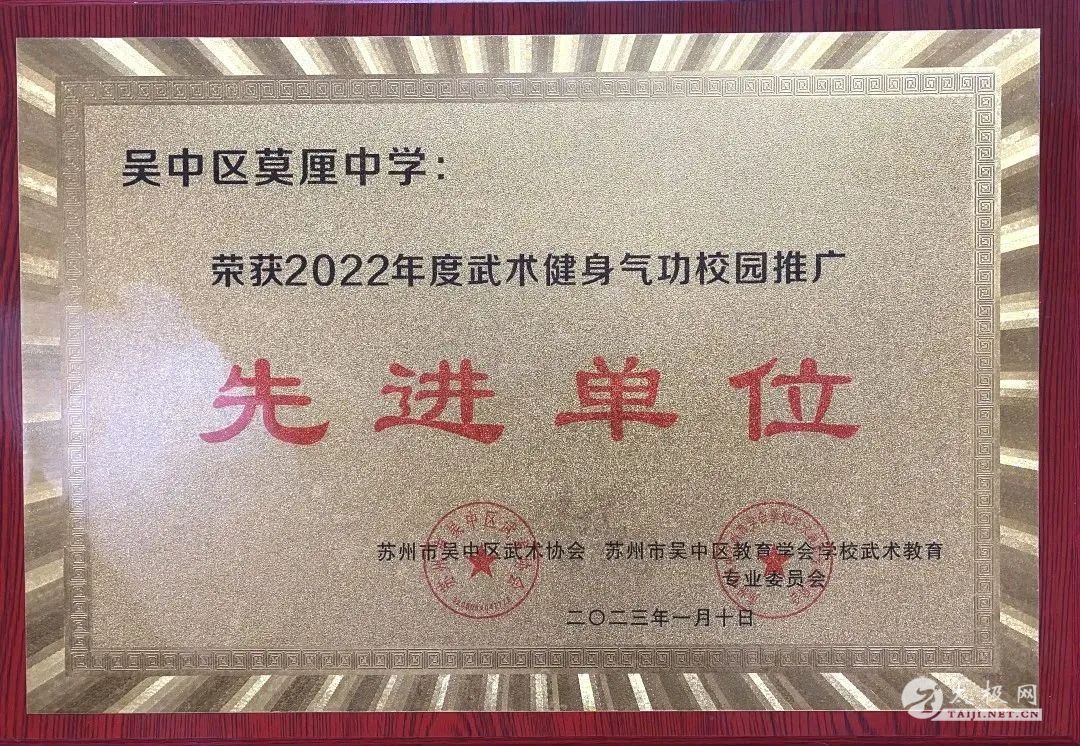 吴中区莫厘中学：
荣获2022年度武术健身气功校园推广
先进单位
苏州市吴中区武术协会 苏州市吴中区教育学会学校武术教育
专业委员会
二〇二三年一月十日
太极网
TAIJI.NET.CN